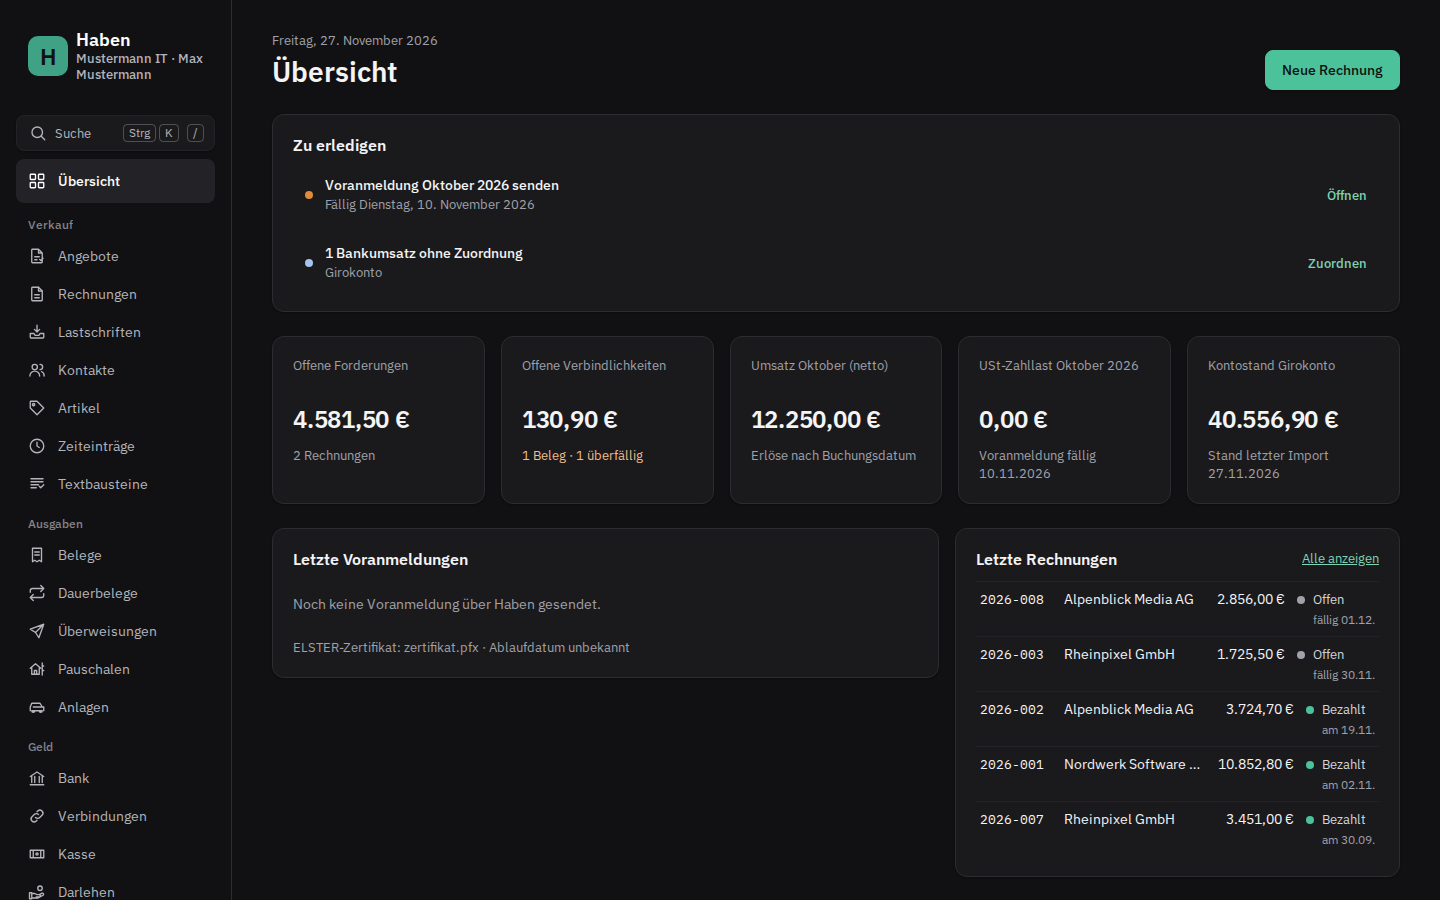 H
Haben
Mustermann IT · Max
Mustermann
Suche Strg K /
Übersicht
Verkauf
Angebote
Rechnungen
Lastschriften
Kontakte
Artikel
Zeiteinträge
Textbausteine
Ausgaben
Belege
Dauerbelege
Überweisungen
Pauschalen
Anlagen
Geld
Bank
Verbindungen
Kasse
Darlehen
Freitag, 27. November 2026
Übersicht
Neue Rechnung
Zu erledigen
Voranmeldung Oktober 2026 senden
Fällig Dienstag, 10. November 2026
Öffnen
1 Bankumsatz ohne Zuordnung
Girokonto
Zuordnen
Offene Forderungen
4.581,50 €
2 Rechnungen
Offene Verbindlichkeiten
130,90 €
1 Beleg · 1 überfällig
Umsatz Oktober (netto)
12.250,00 €
Erlöse nach Buchungsdatum
USt-Zahllast Oktober 2026
0,00 €
Voranmeldung fällig
10.11.2026
Kontostand Girokonto
40.556,90 €
Stand letzter Import
27.11.2026
Letzte Voranmeldungen
Noch keine Voranmeldung über Haben gesendet.
ELSTER-Zertifikat: zertifikat.pfx · Ablaufdatum unbekannt
Letzte Rechnungen Alle anzeigen
2026-008 Alpenblick Media AG 2.856,00 € Offen
fällig 01.12.
2026-003 Rheinpixel GmbH 1.725,50 € Offen
fällig 30.11.
2026-002 Alpenblick Media AG 3.724,70 € Bezahlt
am 19.11.
2026-001 Nordwerk Software ... 10.852,80 € Bezahlt
am 02.11.
2026-007 Rheinpixel GmbH 3.451,00 € Bezahlt
am 30.09.